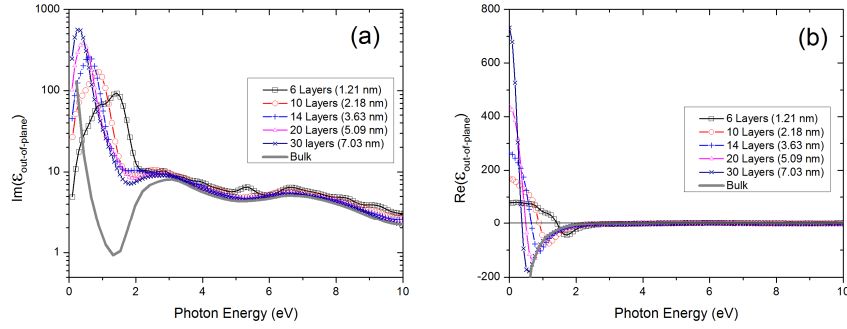 (a)
Im(ε out-of-plane)
1000
100
10
1
0 2 4 6 8 10
Photon Energy (eV)
6 Layers (1.21 nm)
10 Layers (2.18 nm)
14 Layers (3.63 nm)
20 Layers (5.09 nm)
30 layers (7.03 nm)
Bulk
(b)
Re(ε out-of-plane)
800
600
400
200
0
-200
0 2 4 6 8 10
Photon Energy (eV)
6 Layers (1.21 nm)
10 Layers (2.18 nm)
14 Layers (3.63 nm)
20 Layers (5.09 nm)
30 Layers (7.03 nm)
Bulk